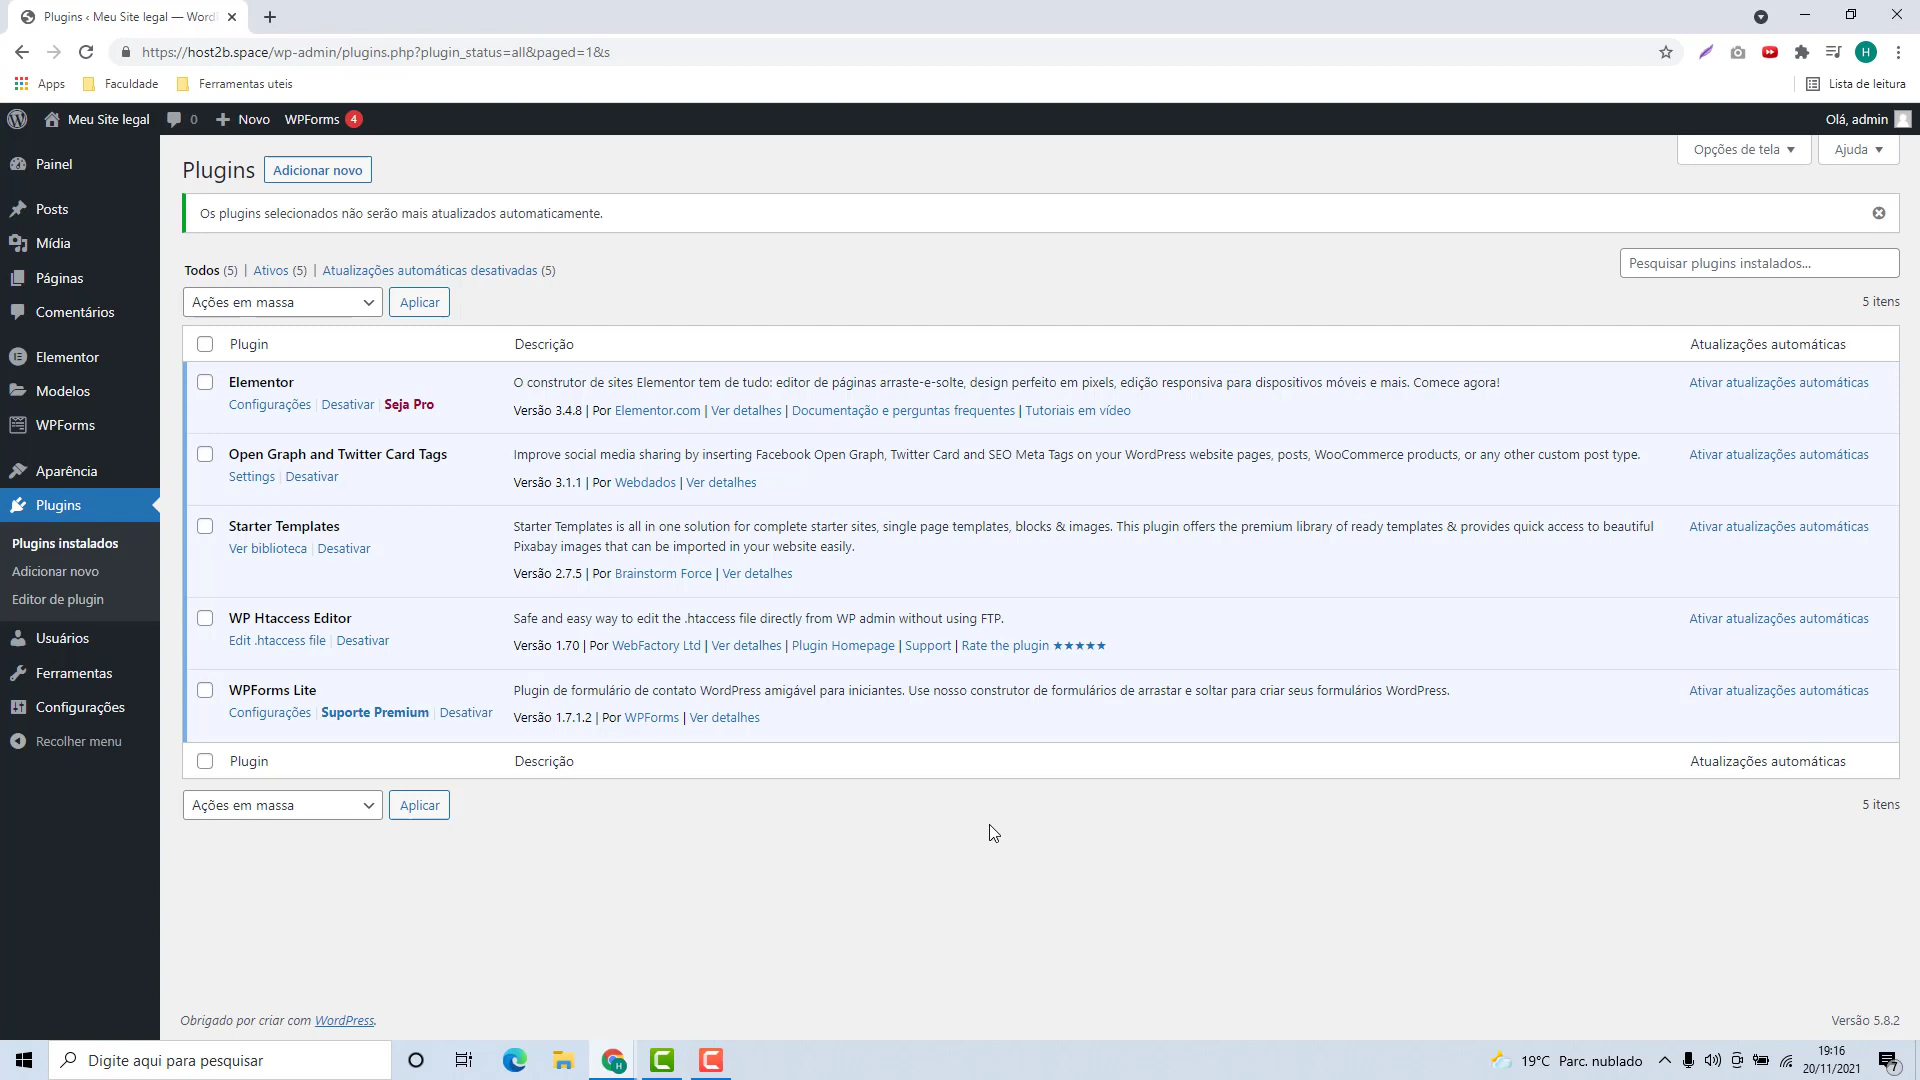 Plugins ‹ Meu Site legal — Word
https://host2b.space/wp-admin/plugins.php?plugin_status=all&paged=1&s
H
Apps
Faculdade
Ferramentas uteis
Lista de leitura
Meu Site legal
0
Novo
WPForms 4
Olá, admin
Painel
Posts
Mídia
Páginas
Comentários
Elementor
Modelos
WPForms
Aparência
Plugins
Plugins instalados
Adicionar novo
Editor de plugin
Usuários
Ferramentas
Configurações
Recolher menu
Opções de tela
Ajuda
Plugins
Adicionar novo
Os plugins selecionados não serão mais atualizados automaticamente.
Todos (5) | Ativos (5) | Atualizações automáticas desativadas (5)
Pesquisar plugins instalados...
Ações em massa
Aplicar
5 itens
Plugin
Descrição
Atualizações automáticas
Elementor
Configurações | Desativar | Seja Pro
O construtor de sites Elementor tem de tudo: editor de páginas arraste-e-solte, design perfeito em pixels, edição responsiva para dispositivos móveis e mais. Comece agora!
Versão 3.4.8 | Por Elementor.com | Ver detalhes | Documentação e perguntas frequentes | Tutoriais em vídeo
Ativar atualizações automáticas
Open Graph and Twitter Card Tags
Settings | Desativar
Improve social media sharing by inserting Facebook Open Graph, Twitter Card and SEO Meta Tags on your WordPress website pages, posts, WooCommerce products, or any other custom post type.
Versão 3.1.1 | Por Webdados | Ver detalhes
Ativar atualizações automáticas
Starter Templates
Ver biblioteca | Desativar
Starter Templates is all in one solution for complete starter sites, single page templates, blocks & images. This plugin offers the premium library of ready templates & provides quick access to beautiful
Pixabay images that can be imported in your website easily.
Versão 2.7.5 | Por Brainstorm Force | Ver detalhes
Ativar atualizações automáticas
WP Htaccess Editor
Edit .htaccess file | Desativar
Safe and easy way to edit the .htaccess file directly from WP admin without using FTP.
Versão 1.70 | Por WebFactory Ltd | Ver detalhes | Plugin Homepage | Support | Rate the plugin ★★★★★
Ativar atualizações automáticas
WPForms Lite
Configurações | Suporte Premium | Desativar
Plugin de formulário de contato WordPress amigável para iniciantes. Use nosso construtor de formulários de arrastar e soltar para criar seus formulários WordPress.
Versão 1.7.1.2 | Por WPForms | Ver detalhes
Ativar atualizações automáticas
Plugin
Descrição
Atualizações automáticas
Ações em massa
Aplicar
5 itens
Obrigado por criar com WordPress.
Versão 5.8.2
Digite aqui para pesquisar
19°C Parc. nublado
19:16
20/11/2021
7